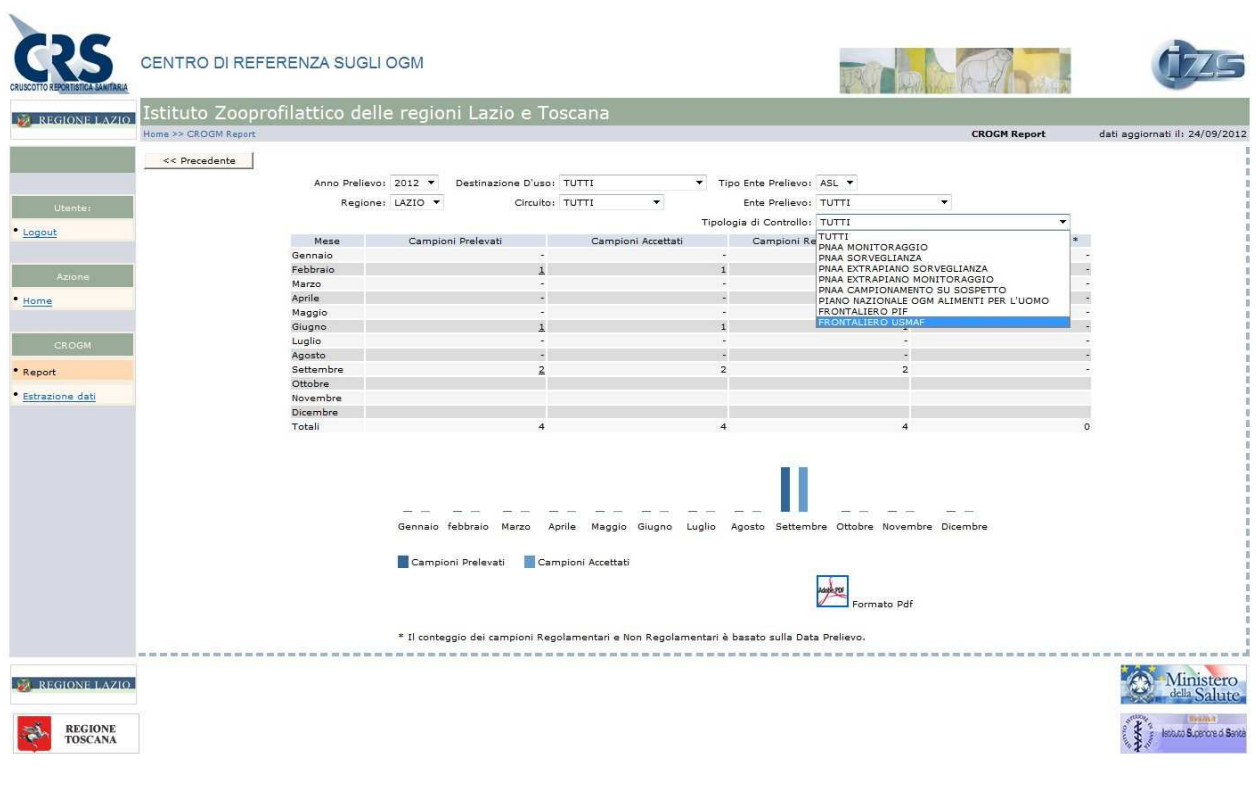 CRS
CRUSCOTTO REPORTISTICA SANITARIA
CENTRO DI REFERENZA SUGLI OGM
izs
REGIONE LAZIO
Istituto Zooprofilattico delle regioni Lazio e Toscana
Home >> CROGM Report
CROGM Report
dati aggiornati il: 24/09/2012
<< Precedente
Anno Prelievo: 2012 Destinazione D'uso: TUTTI Tipo Ente Prelievo: ASL
Regione: LAZIO Circuito: TUTTI Ente Prelievo: TUTTI
Tipologia di Controllo: TUTTI
TUTTI
PNAA MONITORAGGIO
PNAA SORVEGLIANZA
PNAA EXTRAPIANO SORVEGLIANZA
PNAA EXTRAPIANO MONITORAGGIO
PNAA CAMPIONAMENTO SU SOSPETTO
PIANO NAZIONALE OGM ALIMENTI PER L'UOMO
FRONTALIERO PIF
FRONTALIERO USMAF
Utente:
Logout
Azione
Home
CROGM
Report
Estrazione dati
Mese Campioni Prelevati Campioni Accettati Campioni Re *
Gennaio - - -
Febbraio 1 1 -
Marzo - - -
Aprile - - -
Maggio - - -
Giugno 1 1 -
Luglio - - - -
Agosto - - - -
Settembre 2 2 2 -
Ottobre
Novembre
Dicembre
Totali 4 4 4 0
Gennaio febbraio Marzo Aprile Maggio Giugno Luglio Agosto Settembre Ottobre Novembre Dicembre
Campioni Prelevati Campioni Accettati
Adobe PDF
Formato Pdf
* Il conteggio dei campioni Regolamentari e Non Regolamentari è basato sulla Data Prelievo.
REGIONE LAZIO
Ministero
della Salute
REGIONE
TOSCANA
Istituto Superiore di Sanità